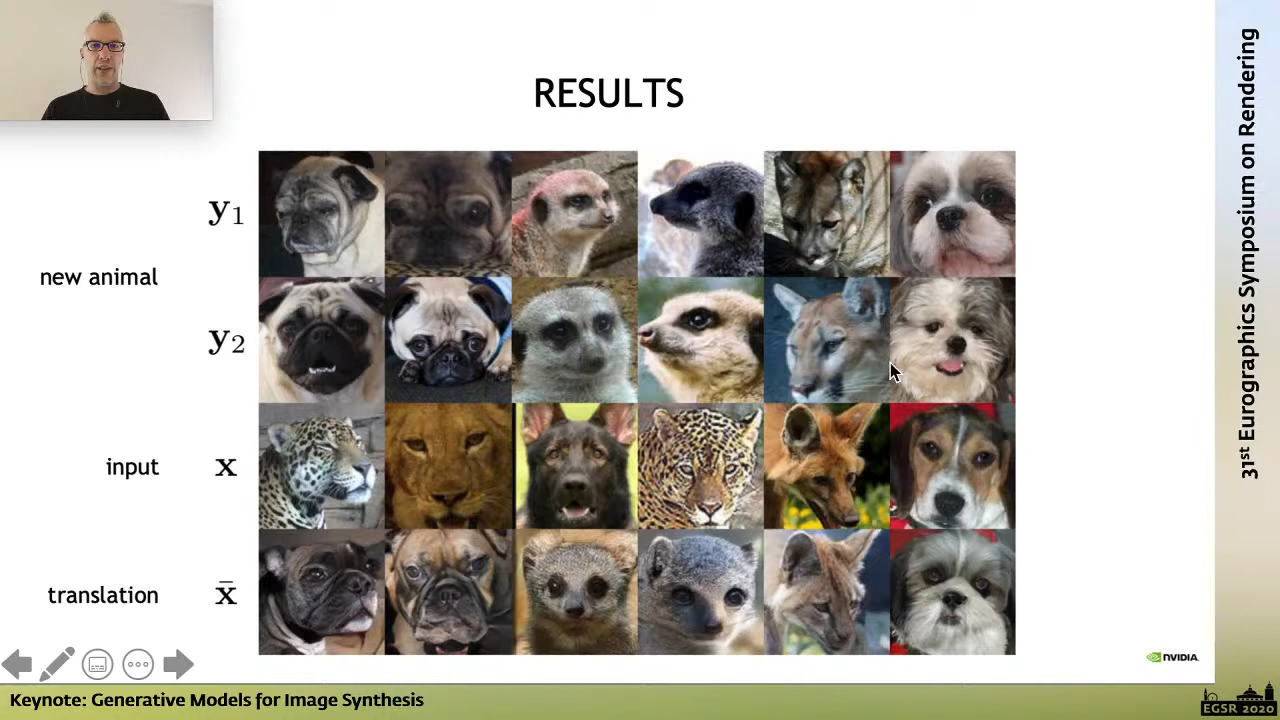 RESULTS
y1
new animal
y2
input x
translation x̄
NVIDIA.
31st Eurographics Symposium on Rendering
Keynote: Generative Models for Image Synthesis
EGSR 2020